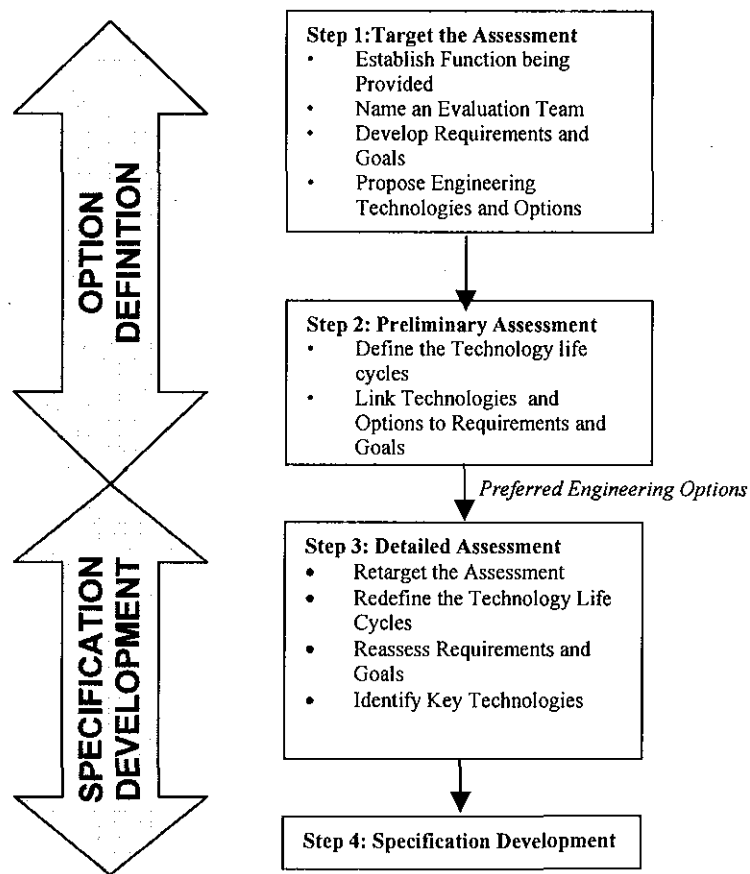 OPTION
DEFINITION
SPECIFICATION
DEVELOPMENT
Step 1:Target the Assessment
• Establish Function being
Provided
• Name an Evaluation Team
• Develop Requirements and
Goals
• Propose Engineering
Technologies and Options
Step 2: Preliminary Assessment
• Define the Technology life
cycles
• Link Technologies and
Options to Requirements and
Goals
Preferred Engineering Options
Step 3: Detailed Assessment
• Retarget the Assessment
• Redefine the Technology Life
Cycles
• Reassess Requirements and
Goals
• Identify Key Technologies
Step 4: Specification Development